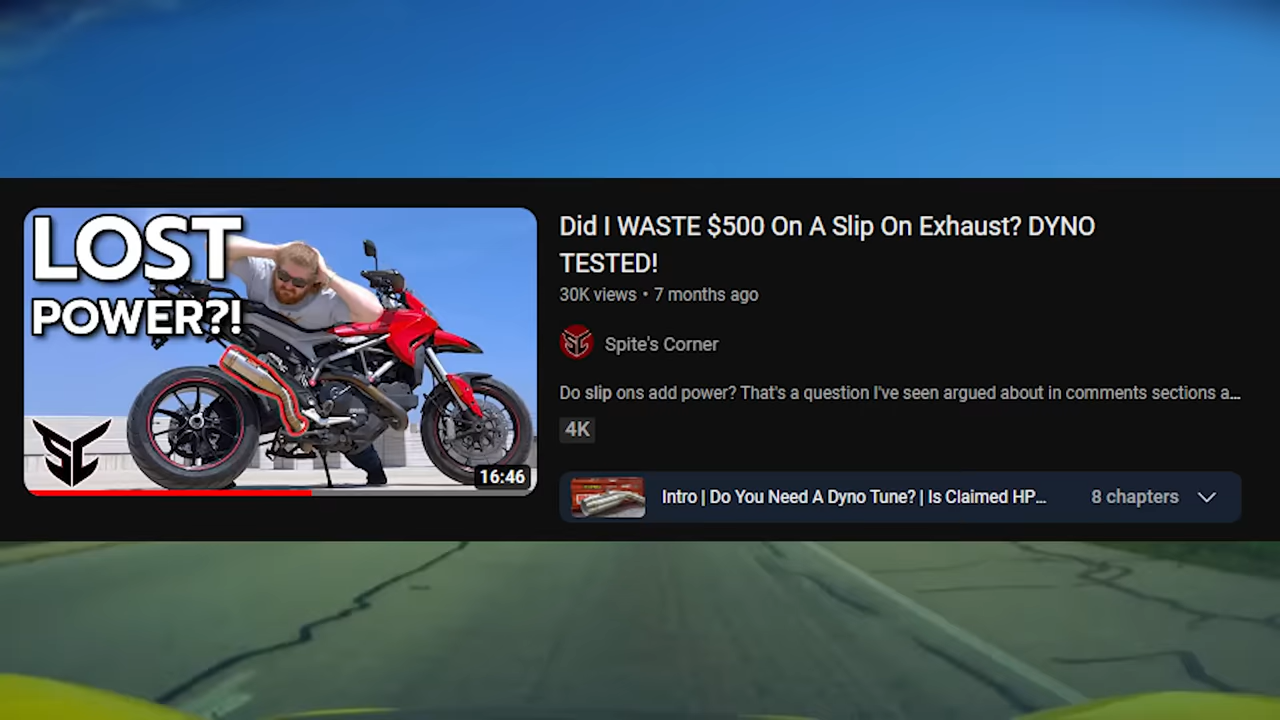 LOST
POWER?!
SC
16:46
Did I WASTE $500 On A Slip On Exhaust? DYNO
TESTED!
30K views • 7 months ago
Spite's Corner
Do slip ons add power? That's a question I've seen argued about in comments sections a...
4K
Intro | Do You Need A Dyno Tune? | Is Claimed HP... 8 chapters